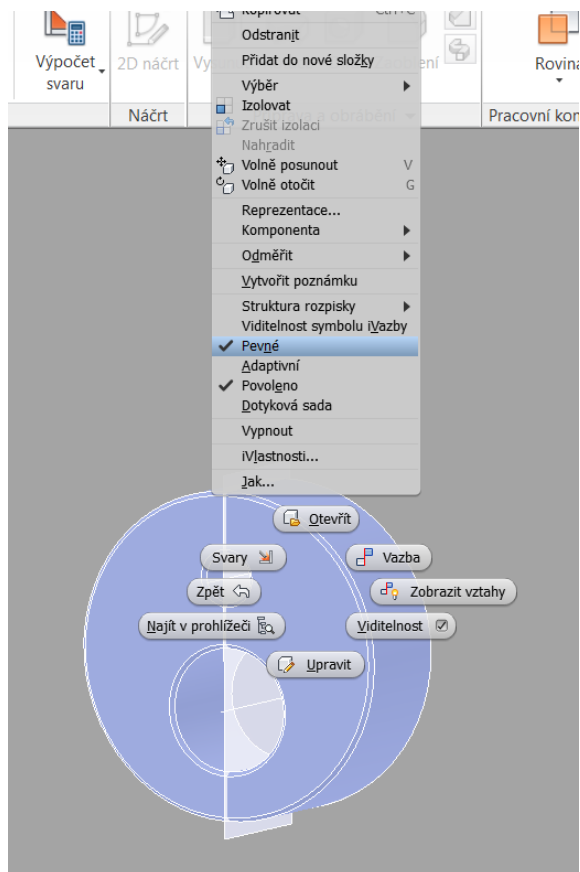 Kopírovat Ctrl+C
Výpočet
svaru
2D náčrt
Rovina
Náčrt
Pracovní kon
Odstranit
Přidat do nové složky
Výběr
Izolovat
Zrušit izolaci
Nahradit
Volně posunout V
Volně otočit G
Reprezentace...
Komponenta
Odměřit
Vytvořit poznámku
Struktura rozpisky
Viditelnost symbolu iVazby
Pevné
Adaptivní
Povoleno
Dotyková sada
Vypnout
iVlastnosti...
Jak...
Otevřít
Svary
Vazba
Zpět
Zobrazit vztahy
Najít v prohlížeči
Viditelnost
Upravit